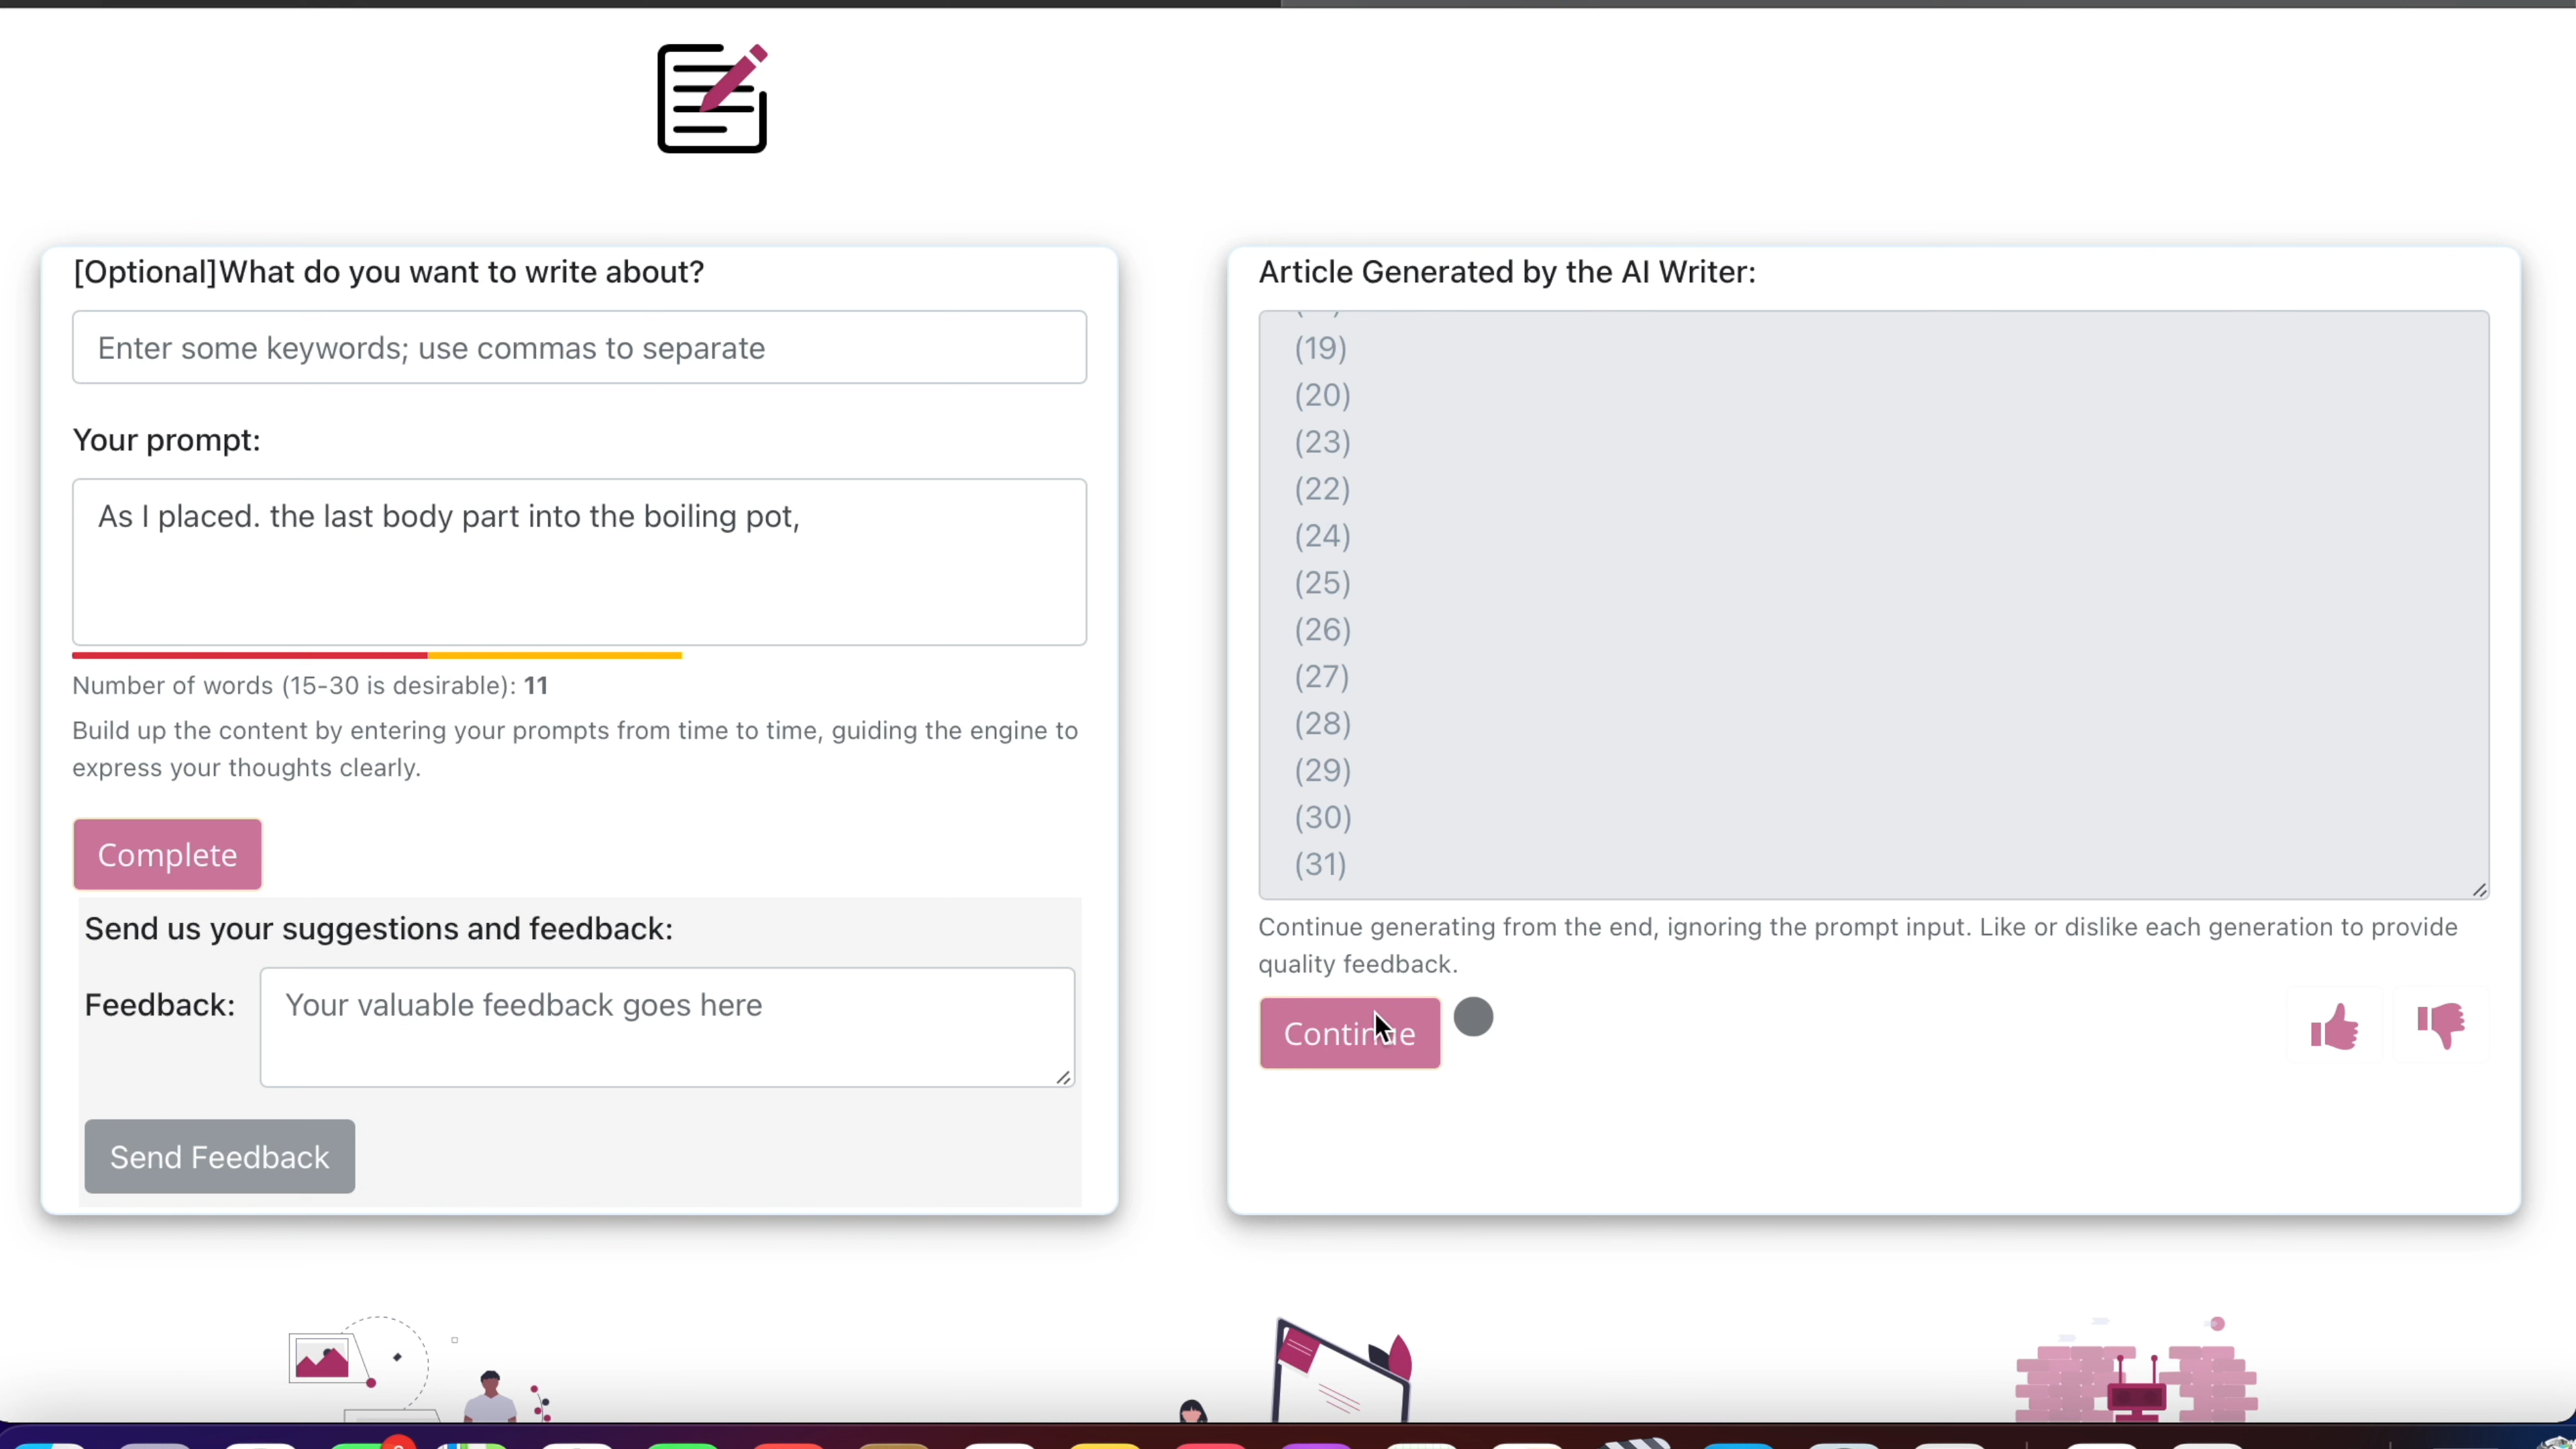 [Optional]What do you want to write about?
Enter some keywords; use commas to separate
Your prompt:
As I placed. the last body part into the boiling pot,
Number of words (15-30 is desirable): 11
Build up the content by entering your prompts from time to time, guiding the engine to
express your thoughts clearly.
Complete
Send us your suggestions and feedback:
Feedback:
Your valuable feedback goes here
Send Feedback
Article Generated by the AI Writer:
(19)
(20)
(23)
(22)
(24)
(25)
(26)
(27)
(28)
(29)
(30)
(31)
Continue generating from the end, ignoring the prompt input. Like or dislike each generation to provide
quality feedback.
Continue